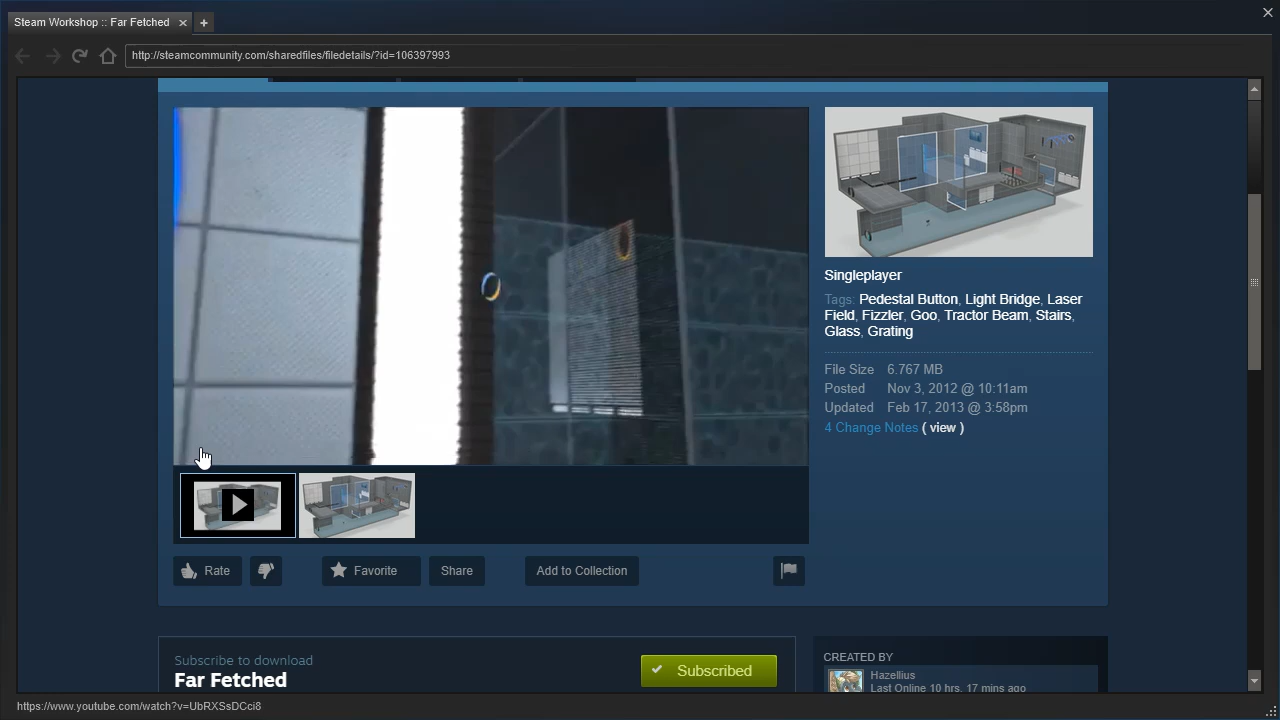 Steam Workshop :: Far Fetched
http://steamcommunity.com/sharedfiles/filedetails/?id=106397993
Singleplayer
Tags: Pedestal Button, Light Bridge, Laser
Field, Fizzler, Goo, Tractor Beam, Stairs,
Glass, Grating
File Size 6.767 MB
Posted Nov 3, 2012 @ 10:11am
Updated Feb 17, 2013 @ 3:58pm
4 Change Notes ( view )
Rate
Favorite
Share
Add to Collection
Subscribe to download
Far Fetched
Subscribed
CREATED BY
Hazellius
Last Online 10 hrs, 17 mins ago
https://www.youtube.com/watch?v=UbRXSsDCci8